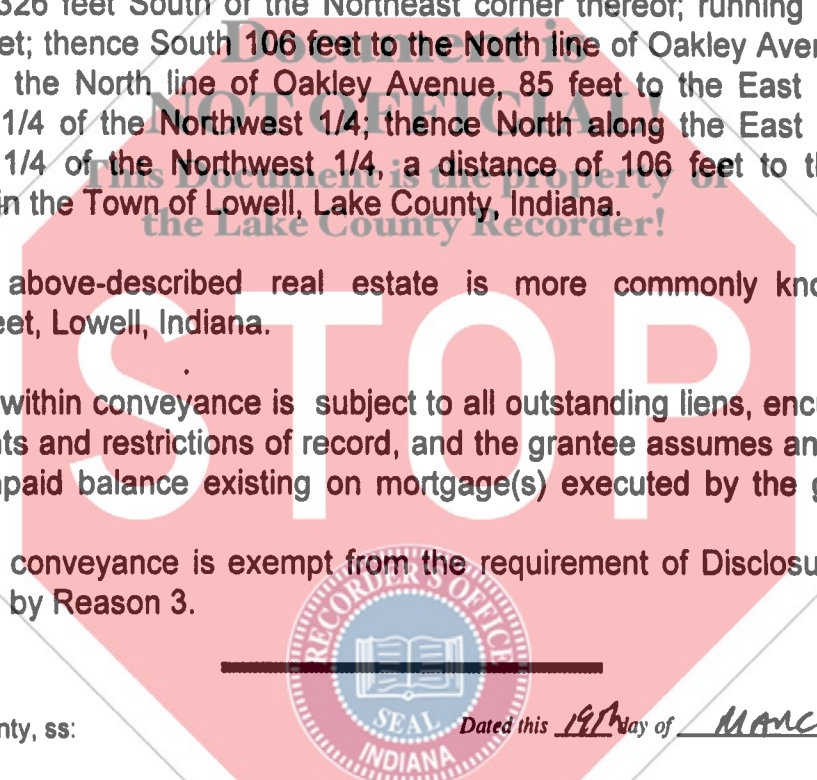 326 feet South of the Northeast corner thereof; running
et; thence South 106 feet to the North line of Oakley Aven
the North line of Oakley Avenue, 85 feet to the East
1/4 of the Northwest 1/4; thence North along the East
1/4 of the Northwest 1/4, a distance of 106 feet to th
in the Town of Lowell, Lake County, Indiana.
above-described real estate is more commonly kno
eet, Lowell, Indiana.
within conveyance is subject to all outstanding liens, encu
nts and restrictions of record, and the grantee assumes an
npaid balance existing on mortgage(s) executed by the g
conveyance is exempt from the requirement of Disclosu
by Reason 3.
nty, ss:
Dated this 19th day of MARC
Document is
NOT OFFICIAL!
This Document is the property of
the Lake County Recorder!
STOP
RECORDER'S OFFICE
SEAL
INDIANA